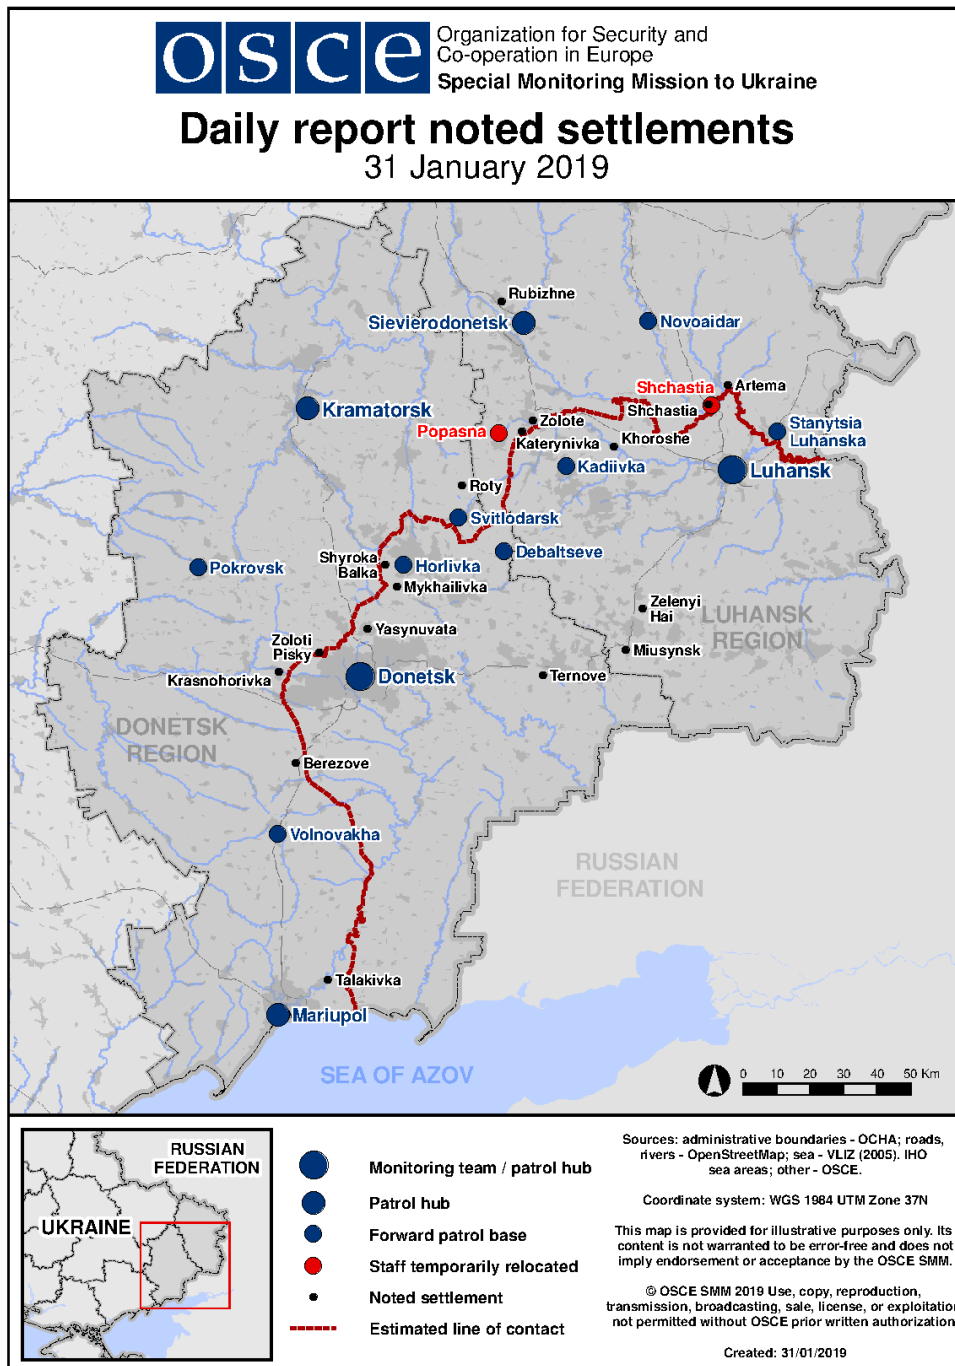 osce
Organization for Security and
Co-operation in Europe
Special Monitoring Mission to Ukraine
Daily report noted settlements
31 January 2019
Rubizhne
Sievierodonetsk
Novoaidar
Shchastia
Artema
Kramatorsk
Shchastia
Popasna
Zolote
Stanytsia
Luhanska
Katerynivka
Khoroshe
Kadiivka
Luhansk
Roty
Svitlodarsk
Debaltseve
Shyroka
Balka
Horlivka
Pokrovsk
Mykhailivka
Zelenyi
Hai
LUHANSK
REGION
Yasynuvata
Zoloti
Pisky
Miusynsk
Krasnohorivka
Donetsk
Ternove
DONETSK
REGION
Berezove
Volnovakha
RUSSIAN
FEDERATION
Talakivka
Mariupol
SEA OF AZOV
0 10 20 30 40 50 Km
RUSSIAN
FEDERATION
UKRAINE
Monitoring team / patrol hub
Patrol hub
Forward patrol base
Staff temporarily relocated
Noted settlement
Estimated line of contact
Sources: administrative boundaries - OCHA; roads,
rivers - OpenStreetMap; sea - VLIZ (2005). IHO
sea areas; other - OSCE.
Coordinate system: WGS 1984 UTM Zone 37N
This map is provided for illustrative purposes only. Its
content is not warranted to be error-free and does not
imply endorsement or acceptance by the OSCE SMM.
© OSCE SMM 2019 Use, copy, reproduction,
transmission, broadcasting, sale, license, or exploitation
not permitted without OSCE prior written authorization
Created: 31/01/2019